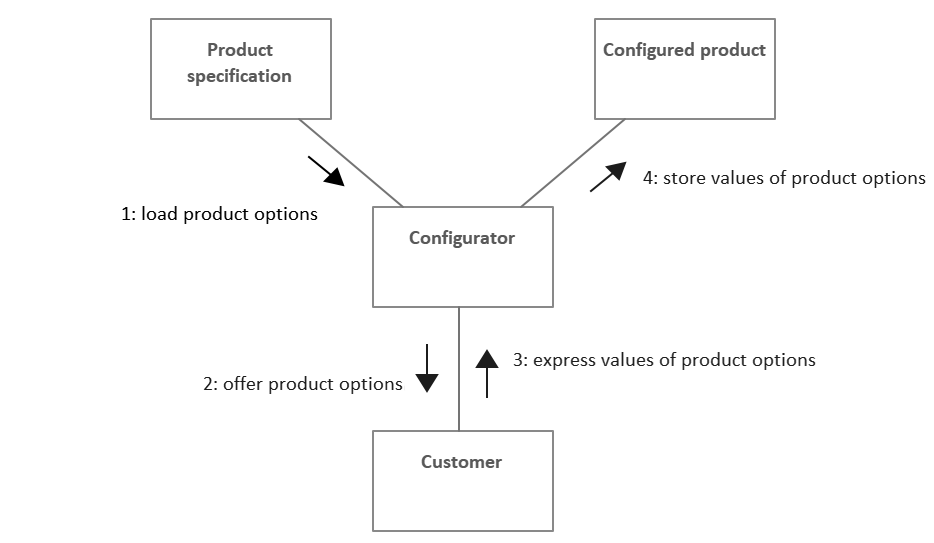 Product
specification
Configured product
4: store values of product options
1: load product options
Configurator
3: express values of product options
2: offer product options
Customer